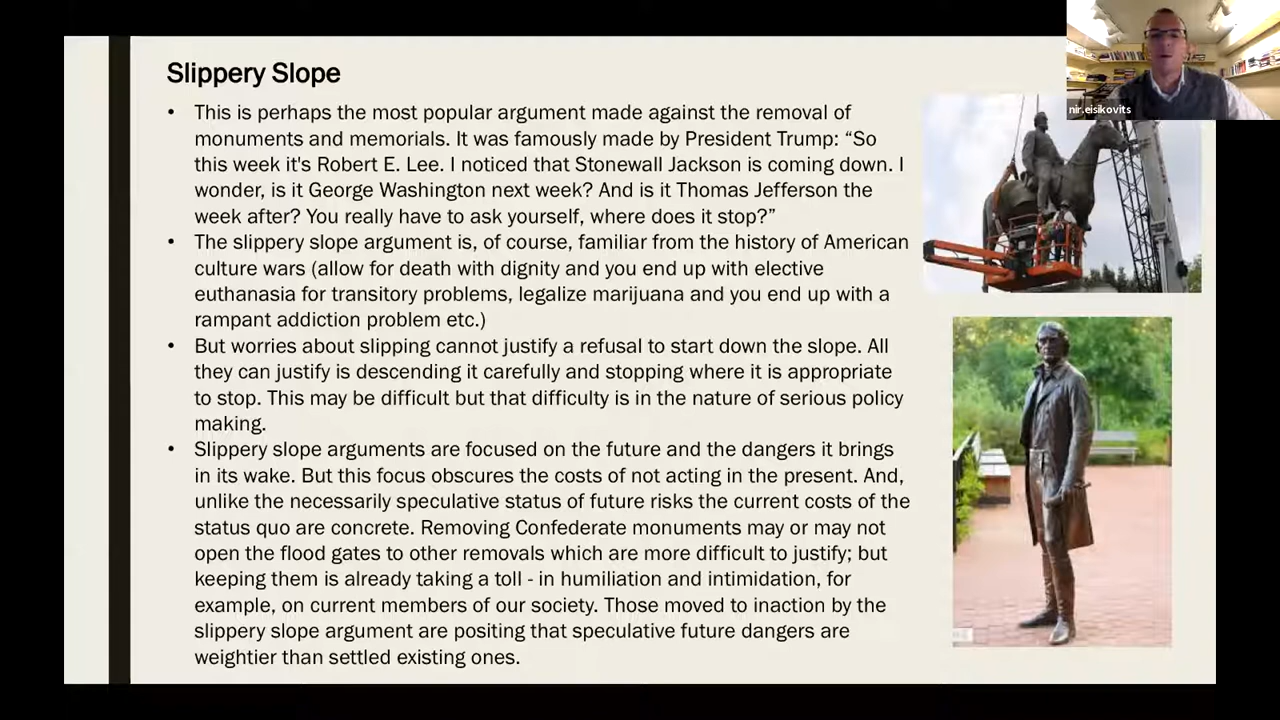 Slippery Slope
nir.eisikovits
• This is perhaps the most popular argument made against the removal of
monuments and memorials. It was famously made by President Trump: “So
this week it's Robert E. Lee. I noticed that Stonewall Jackson is coming down. I
wonder, is it George Washington next week? And is it Thomas Jefferson the
week after? You really have to ask yourself, where does it stop?”
• The slippery slope argument is, of course, familiar from the history of American
culture wars (allow for death with dignity and you end up with elective
euthanasia for transitory problems, legalize marijuana and you end up with a
rampant addiction problem etc.)
• But worries about slipping cannot justify a refusal to start down the slope. All
they can justify is descending it carefully and stopping where it is appropriate
to stop. This may be difficult but that difficulty is in the nature of serious policy
making.
• Slippery slope arguments are focused on the future and the dangers it brings
in its wake. But this focus obscures the costs of not acting in the present. And,
unlike the necessarily speculative status of future risks the current costs of the
status quo are concrete. Removing Confederate monuments may or may not
open the flood gates to other removals which are more difficult to justify; but
keeping them is already taking a toll - in humiliation and intimidation, for
example, on current members of our society. Those moved to inaction by the
slippery slope argument are positing that speculative future dangers are
weightier than settled existing ones.